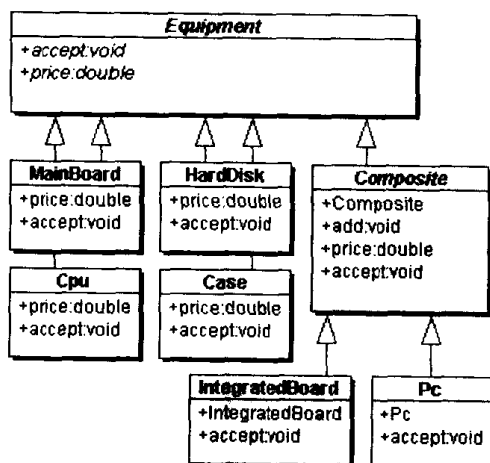 Equipment
+accept:void
+price:double
MainBoard
+price:double
+accept:void
HardDisk
+price:double
+accept:void
Composite
+Composite
+add:void
+price:double
+accept:void
Cpu
+price:double
+accept:void
Case
+price:double
+accept:void
IntegratedBoard
+IntegratedBoard
+accept:void
Pc
+Pc
+accept:void